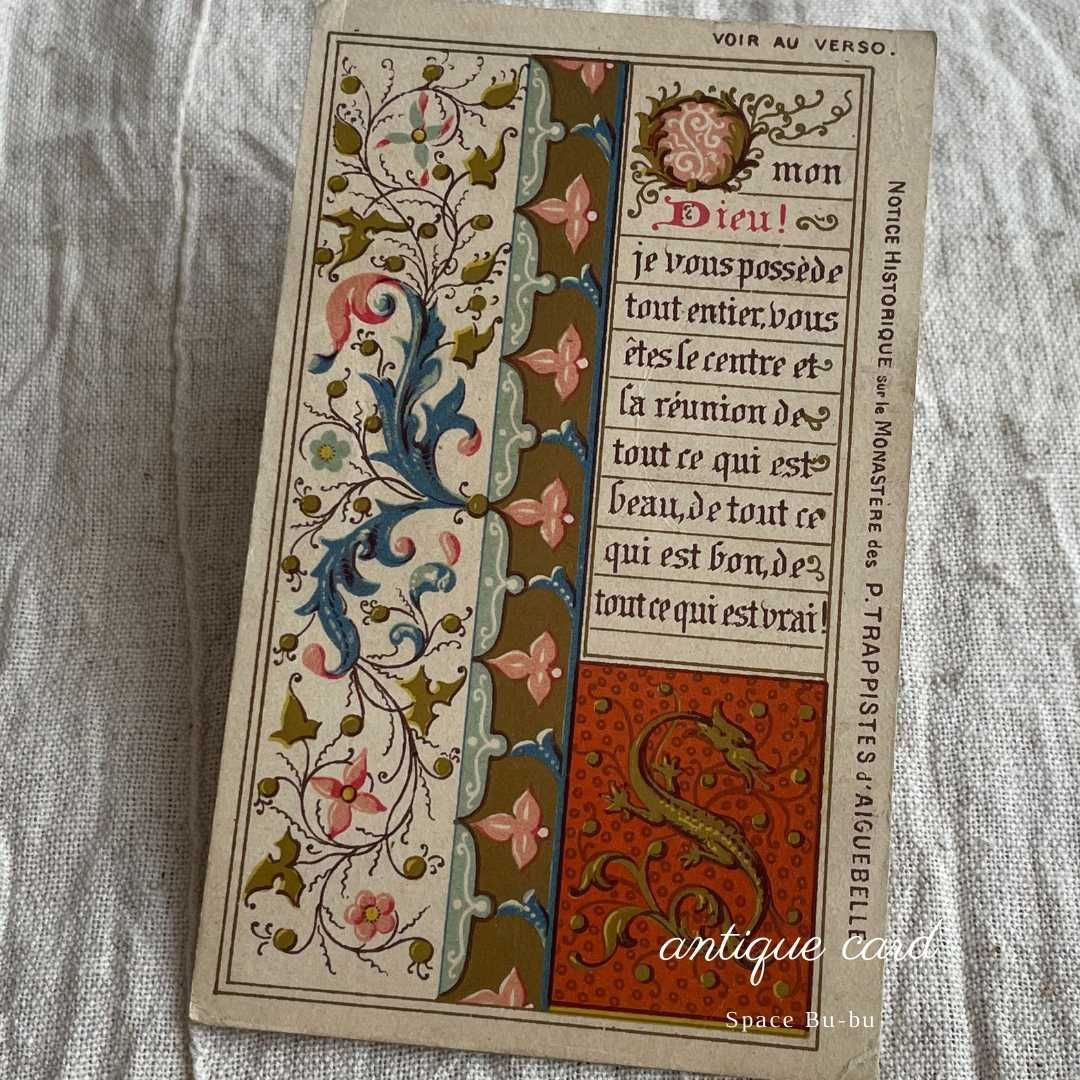 VOIR AU VERSO.
O mon
Dieu!
je vous possède
tout entier, vous
êtes le centre et
la réunion de
tout ce qui est
beau, de tout ce
qui est bon, de
tout ce qui est vrai!
NOTICE HISTORIQUE sur le MONASTÈRE des P. TRAPPISTES d'AIGUEBELLE
antique card
Space Bu-bu